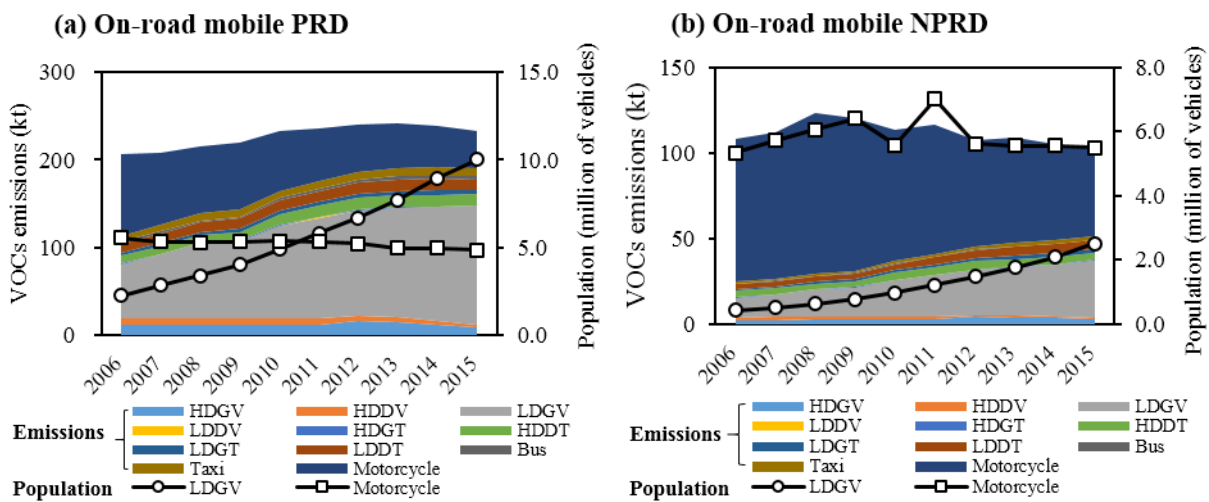 (a) On-road mobile PRD
VOCs emissions (kt)
300
200
100
0
15.0
10.0
5.0
0.0
Population (million of vehicles)
2006
2007
2008
2009
2010
2011
2012
2013
2014
2015
Emissions
HDGV
HDDV
LDGV
LDDV
HDGT
HDDT
LDGT
LDDT
Bus
Taxi
Motorcycle
Population
LDGV
Motorcycle
(b) On-road mobile NPRD
VOCs emissions (kt)
150
100
50
0
8.0
6.0
4.0
2.0
0.0
Population (million of vehicles)
2006
2007
2008
2009
2010
2011
2012
2013
2014
2015
Emissions
HDGV
HDDV
LDGV
LDDV
HDGT
HDDT
LDGT
LDDT
Bus
Taxi
Motorcycle
Population
LDGV
Motorcycle